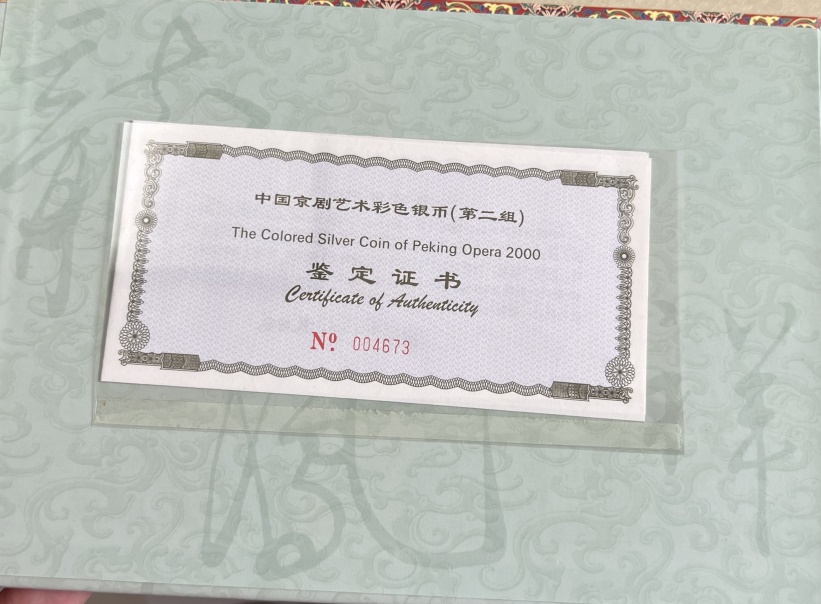 中国京剧艺术彩色银币(第二组)
The Colored Silver Coin of Peking Opera 2000
鉴定证书
Certificate of Authenticity
Nº 004673